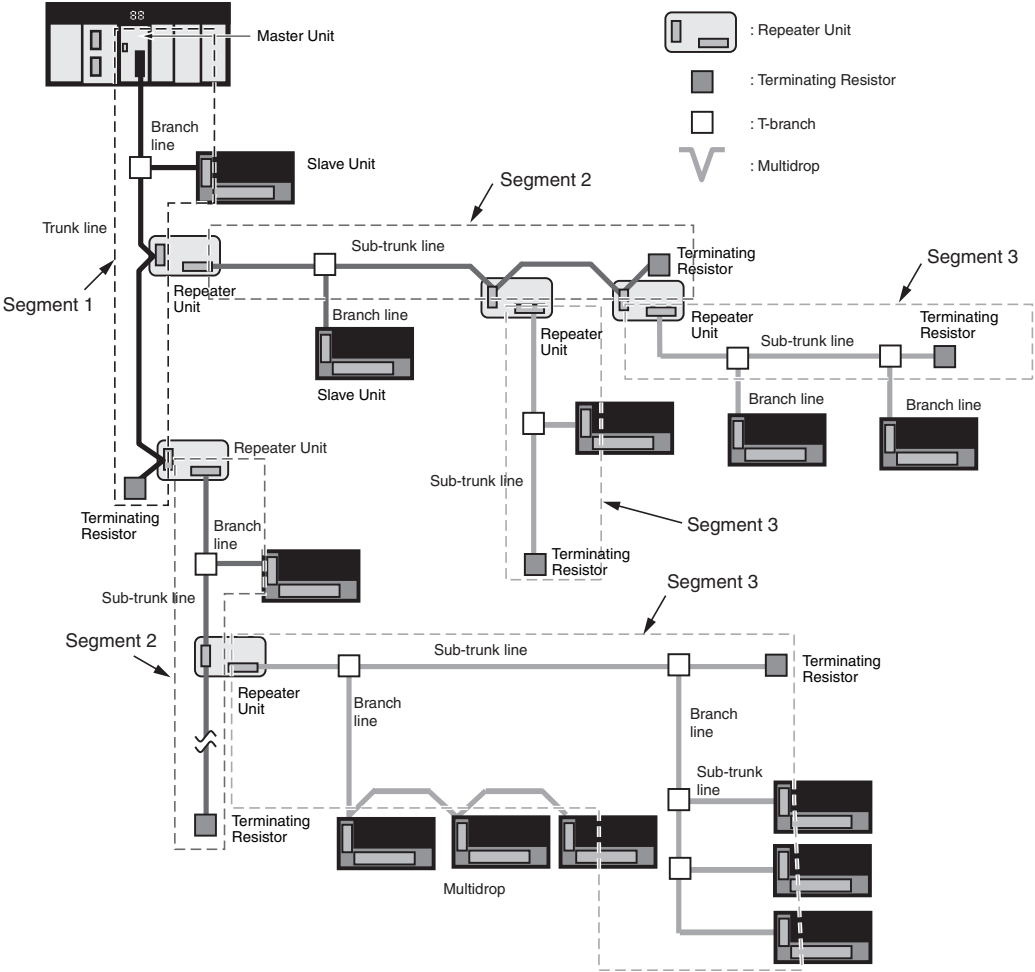 88
Master Unit
: Repeater Unit
: Terminating Resistor
: T-branch
: Multidrop
Branch
line
Slave Unit
Segment 2
Trunk line
Sub-trunk line
Terminating
Resistor
Segment 3
Segment 1
Repeater
Unit
Branch line
Repeater
Unit
Repeater
Unit
Sub-trunk line
Terminating
Resistor
Slave Unit
Branch line
Branch line
Repeater Unit
Sub-trunk line
Terminating
Resistor
Branch
line
Segment 3
Terminating
Resistor
Sub-trunk line
Segment 3
Segment 2
Sub-trunk line
Terminating
Resistor
Repeater
Unit
Branch
line
Branch
line
Sub-trunk
line
Terminating
Resistor
Multidrop